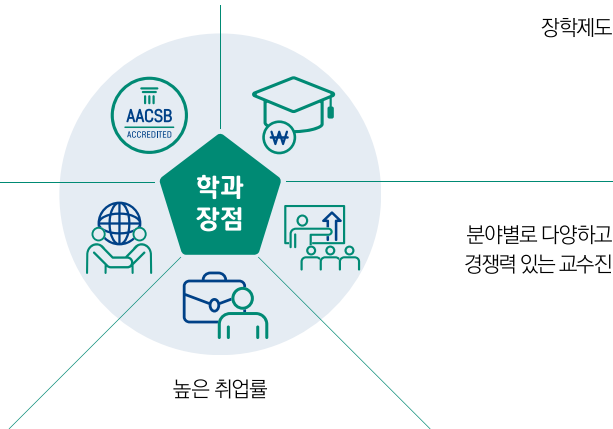 장학제도
AACSB
ACCREDITED
₩
학과
장점
분야별로 다양하고
경쟁력 있는 교수진
높은 취업률